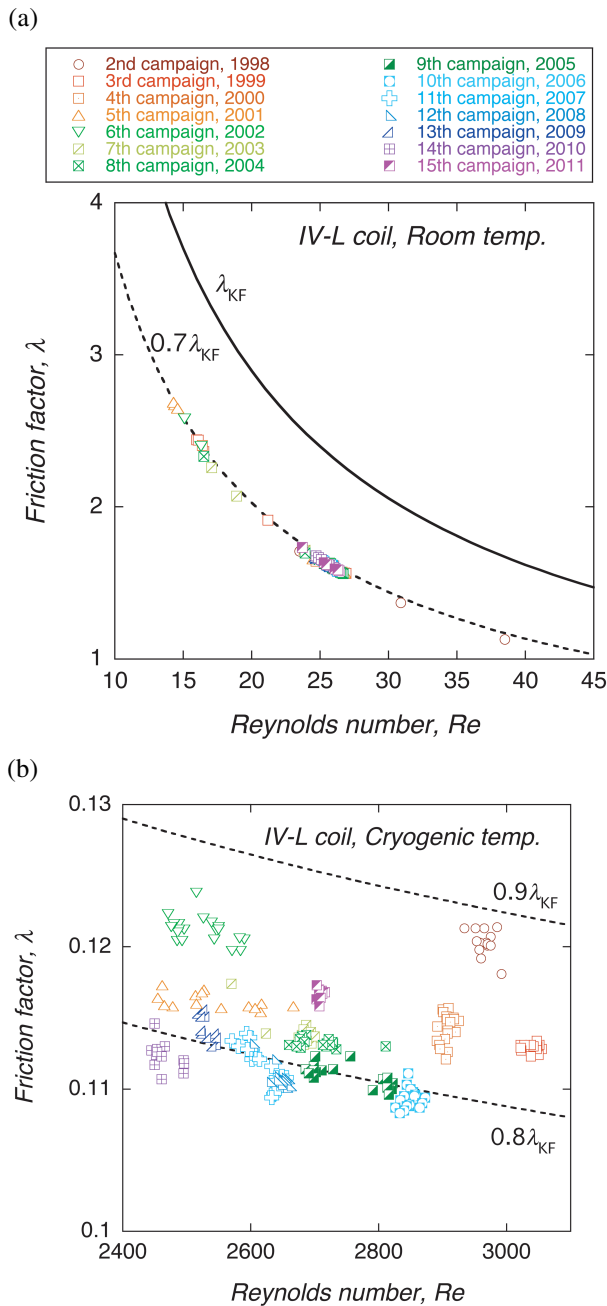 (a)
2nd campaign, 1998
3rd campaign, 1999
4th campaign, 2000
5th campaign, 2001
6th campaign, 2002
7th campaign, 2003
8th campaign, 2004
9th campaign, 2005
10th campaign, 2006
11th campaign, 2007
12th campaign, 2008
13th campaign, 2009
14th campaign, 2010
15th campaign, 2011
4
3
2
1
Friction factor, λ
IV-L coil, Room temp.
λKF
0.7λKF
10 15 20 25 30 35 40 45
Reynolds number, Re
(b)
0.13
0.12
0.11
0.1
Friction factor, λ
IV-L coil, Cryogenic temp.
0.9λKF
0.8λKF
2400 2600 2800 3000
Reynolds number, Re